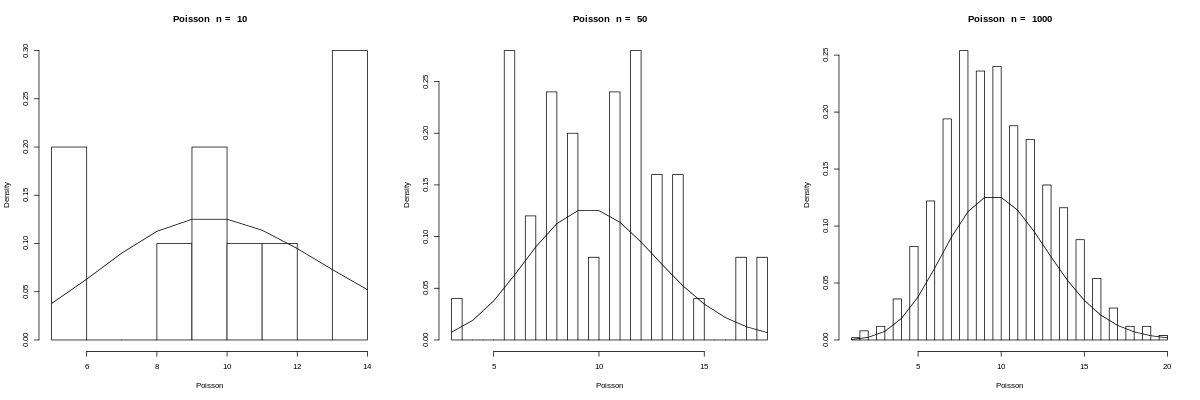 Poisson n = 10
Density
0.00 0.05 0.10 0.15 0.20 0.25 0.30
6 8 10 12 14
Poisson
Poisson n = 50
Density
0.00 0.05 0.10 0.15 0.20 0.25
5 10 15
Poisson
Poisson n = 1000
Density
0.00 0.05 0.10 0.15 0.20 0.25
5 10 15 20
Poisson